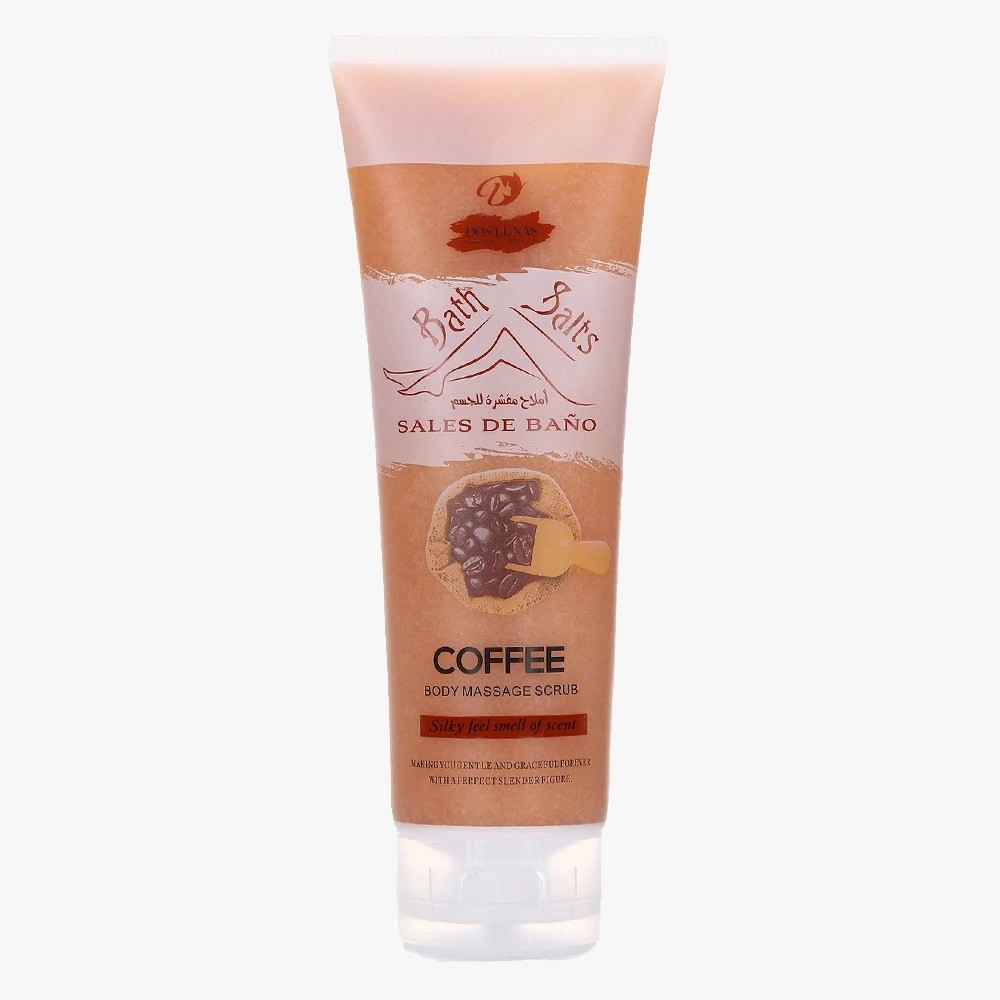 DOS LUNAS
Bath Salts
أملاح مقشرة للجسم
SALES DE BAÑO
COFFEE
BODY MASSAGE SCRUB
Silky feel smell of scent
MAKING YOU GENTLE AND GRACEFUL FOREVER
WITH A PERFECT SLENDER FIGURE.